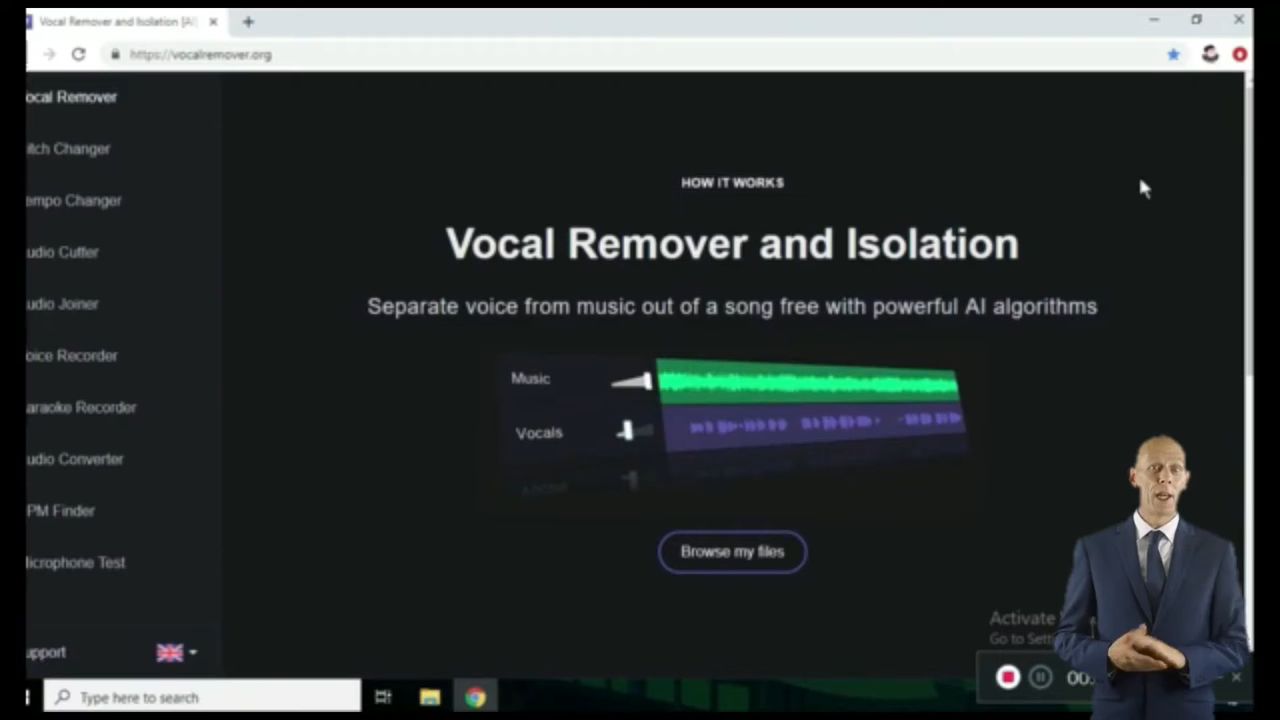 Vocal Remover and Isolation [AI
https://vocalremover.org
ocal Remover
itch Changer
empo Changer
udio Cutter
udio Joiner
oice Recorder
araoke Recorder
udio Converter
PM Finder
licrophone Test
upport
HOW IT WORKS
Vocal Remover and Isolation
Separate voice from music out of a song free with powerful AI algorithms
Music
Vocals
Browse my files
Activate
Go to Setti
00:
Type here to search